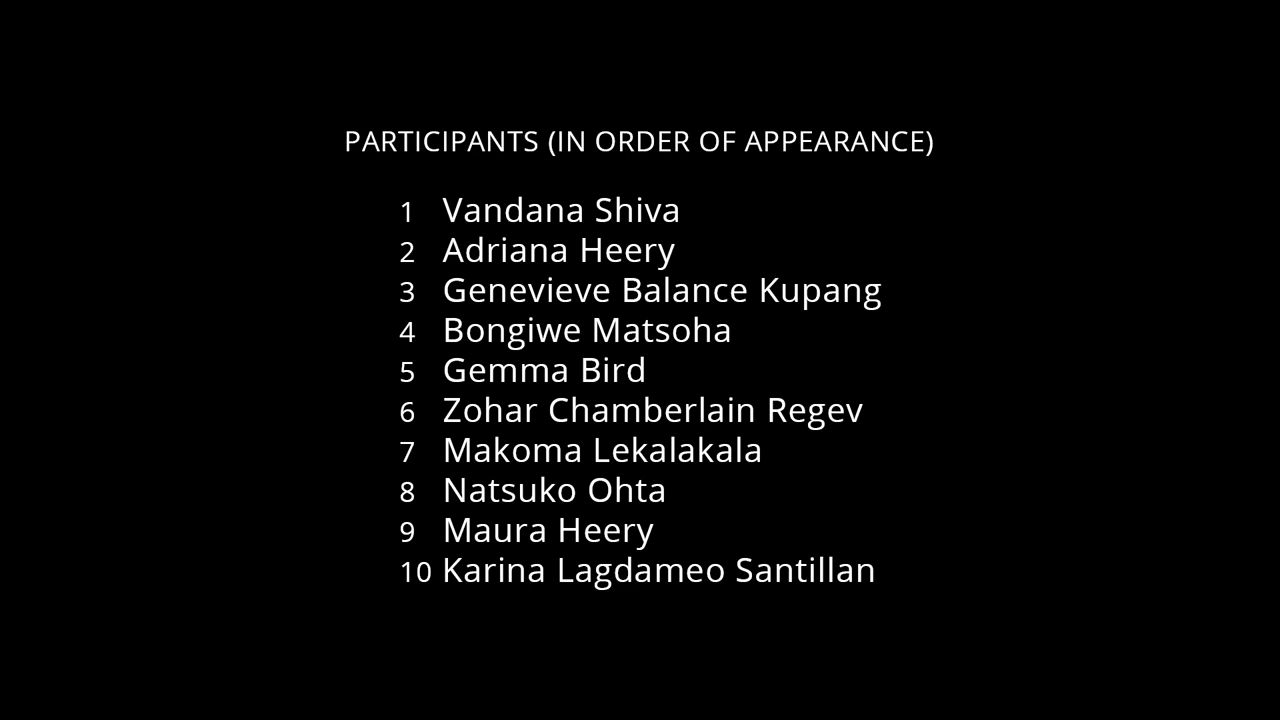 PARTICIPANTS (IN ORDER OF APPEARANCE)
1 Vandana Shiva
2 Adriana Heery
3 Genevieve Balance Kupang
4 Bongiwe Matsoha
5 Gemma Bird
6 Zohar Chamberlain Regev
7 Makoma Lekalakala
8 Natsuko Ohta
9 Maura Heery
10 Karina Lagdameo Santillan